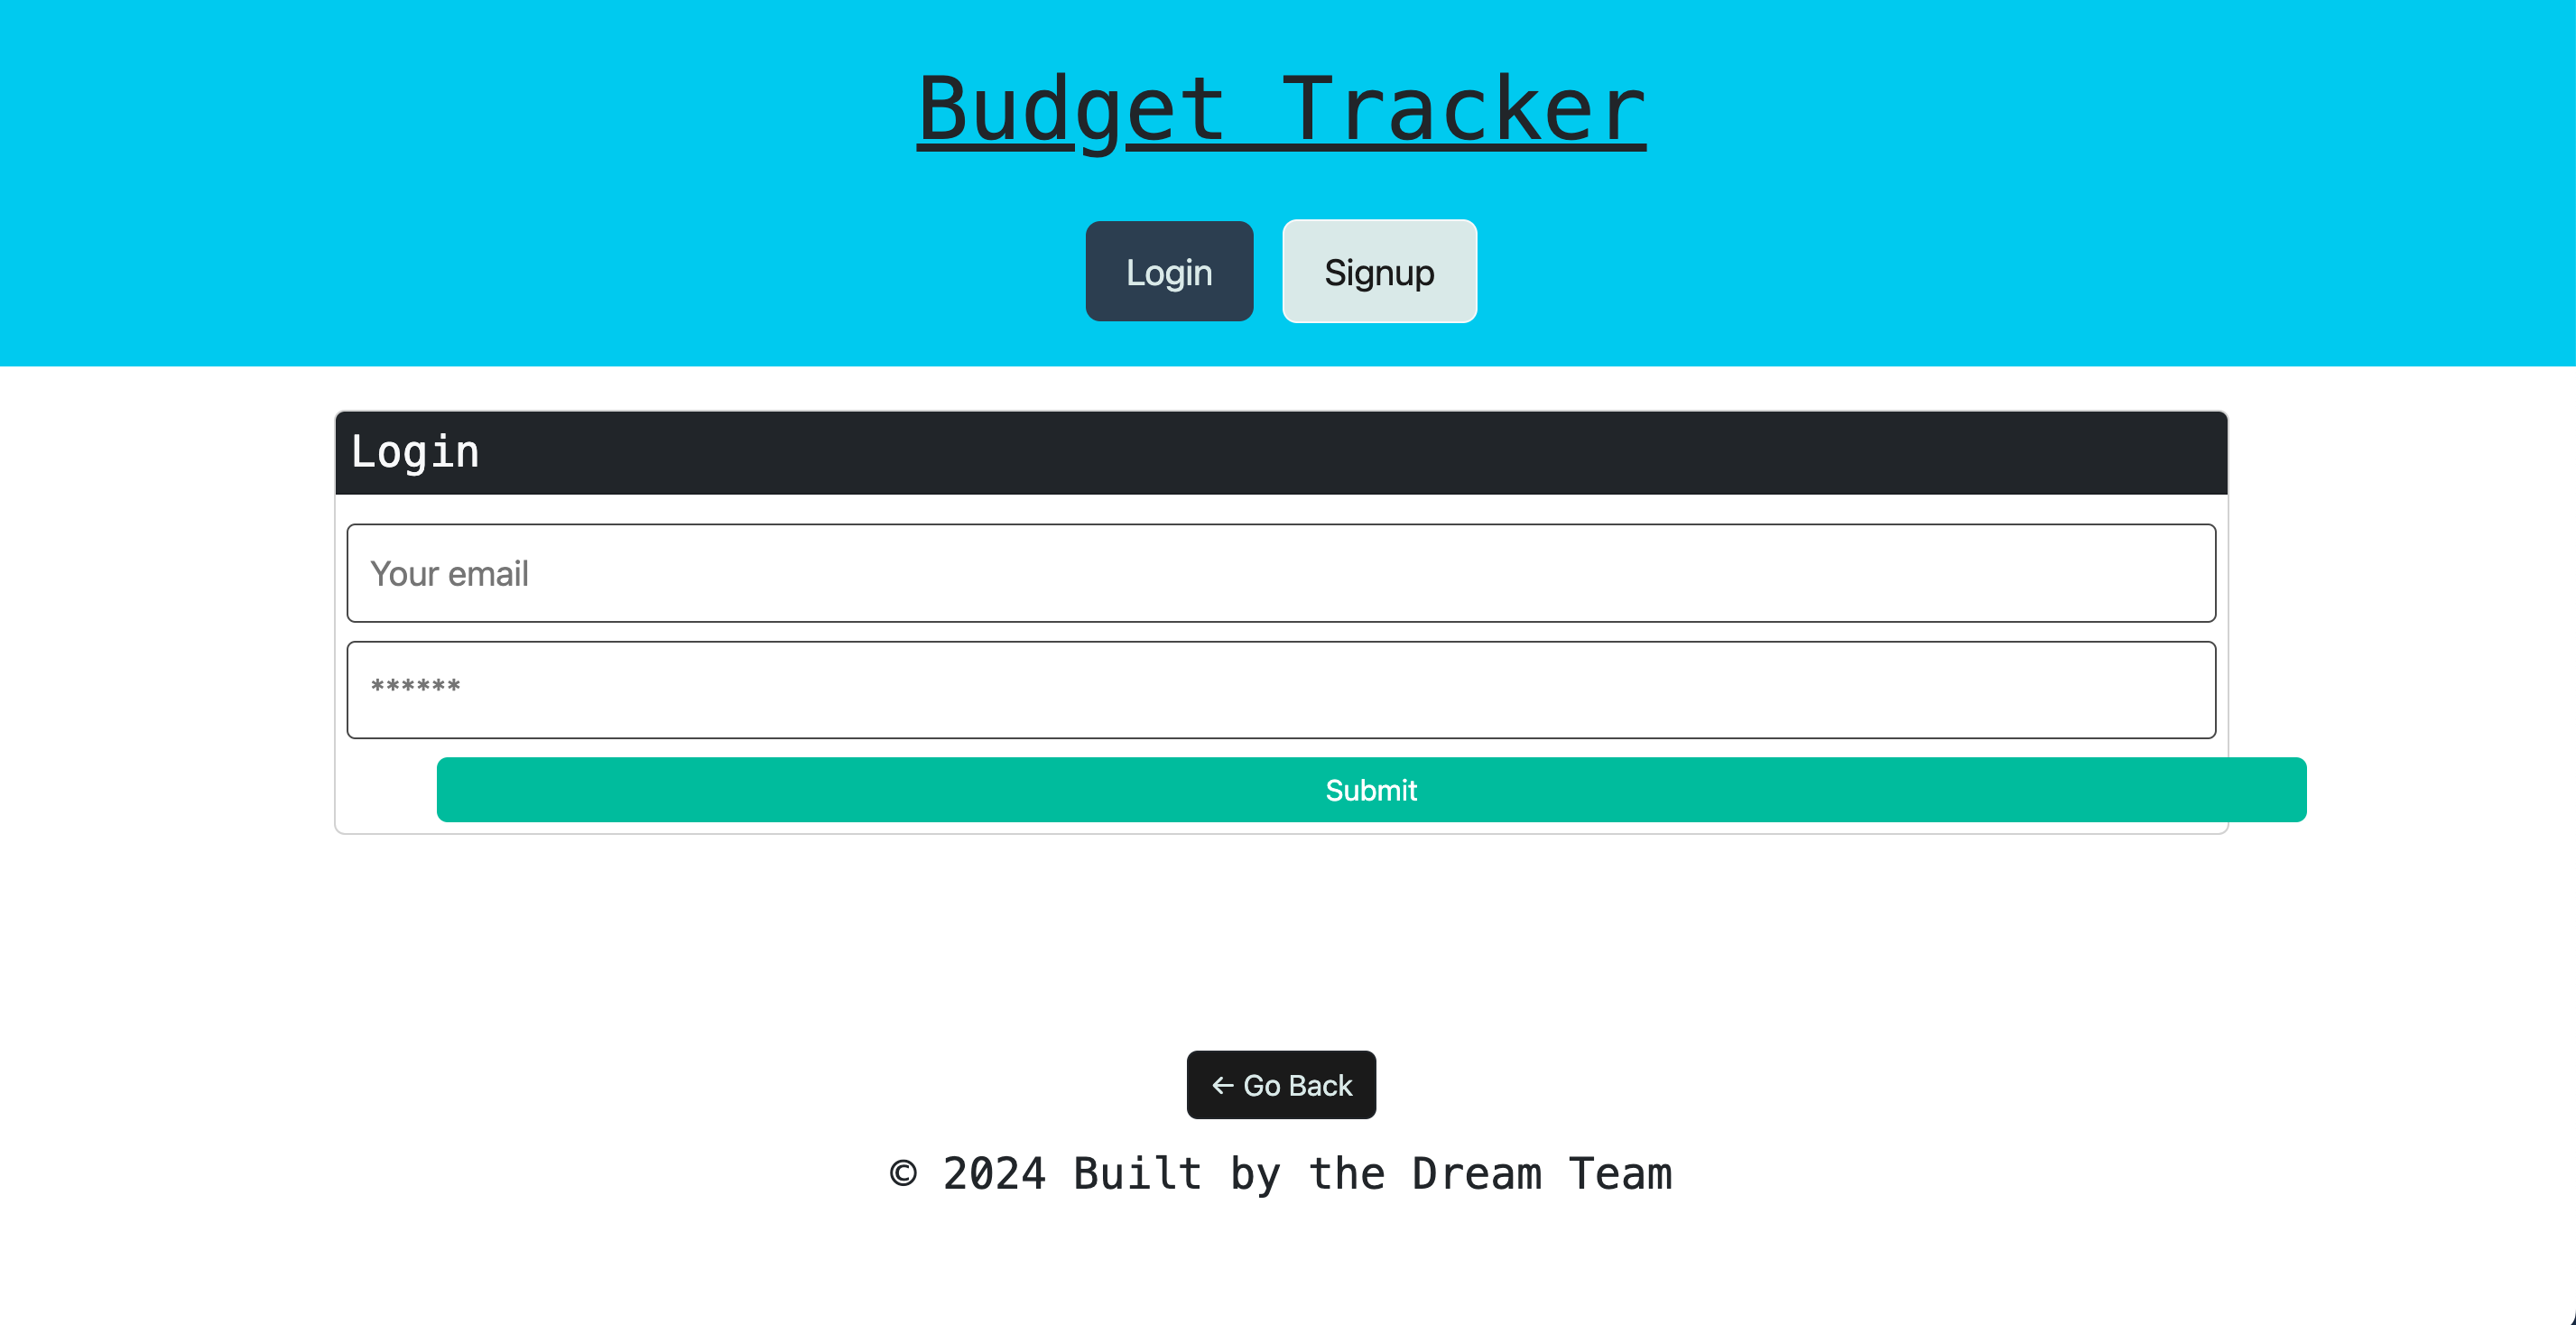 Budget Tracker
Login Signup
Login
Your email
******
Submit
← Go Back
© 2024 Built by the Dream Team